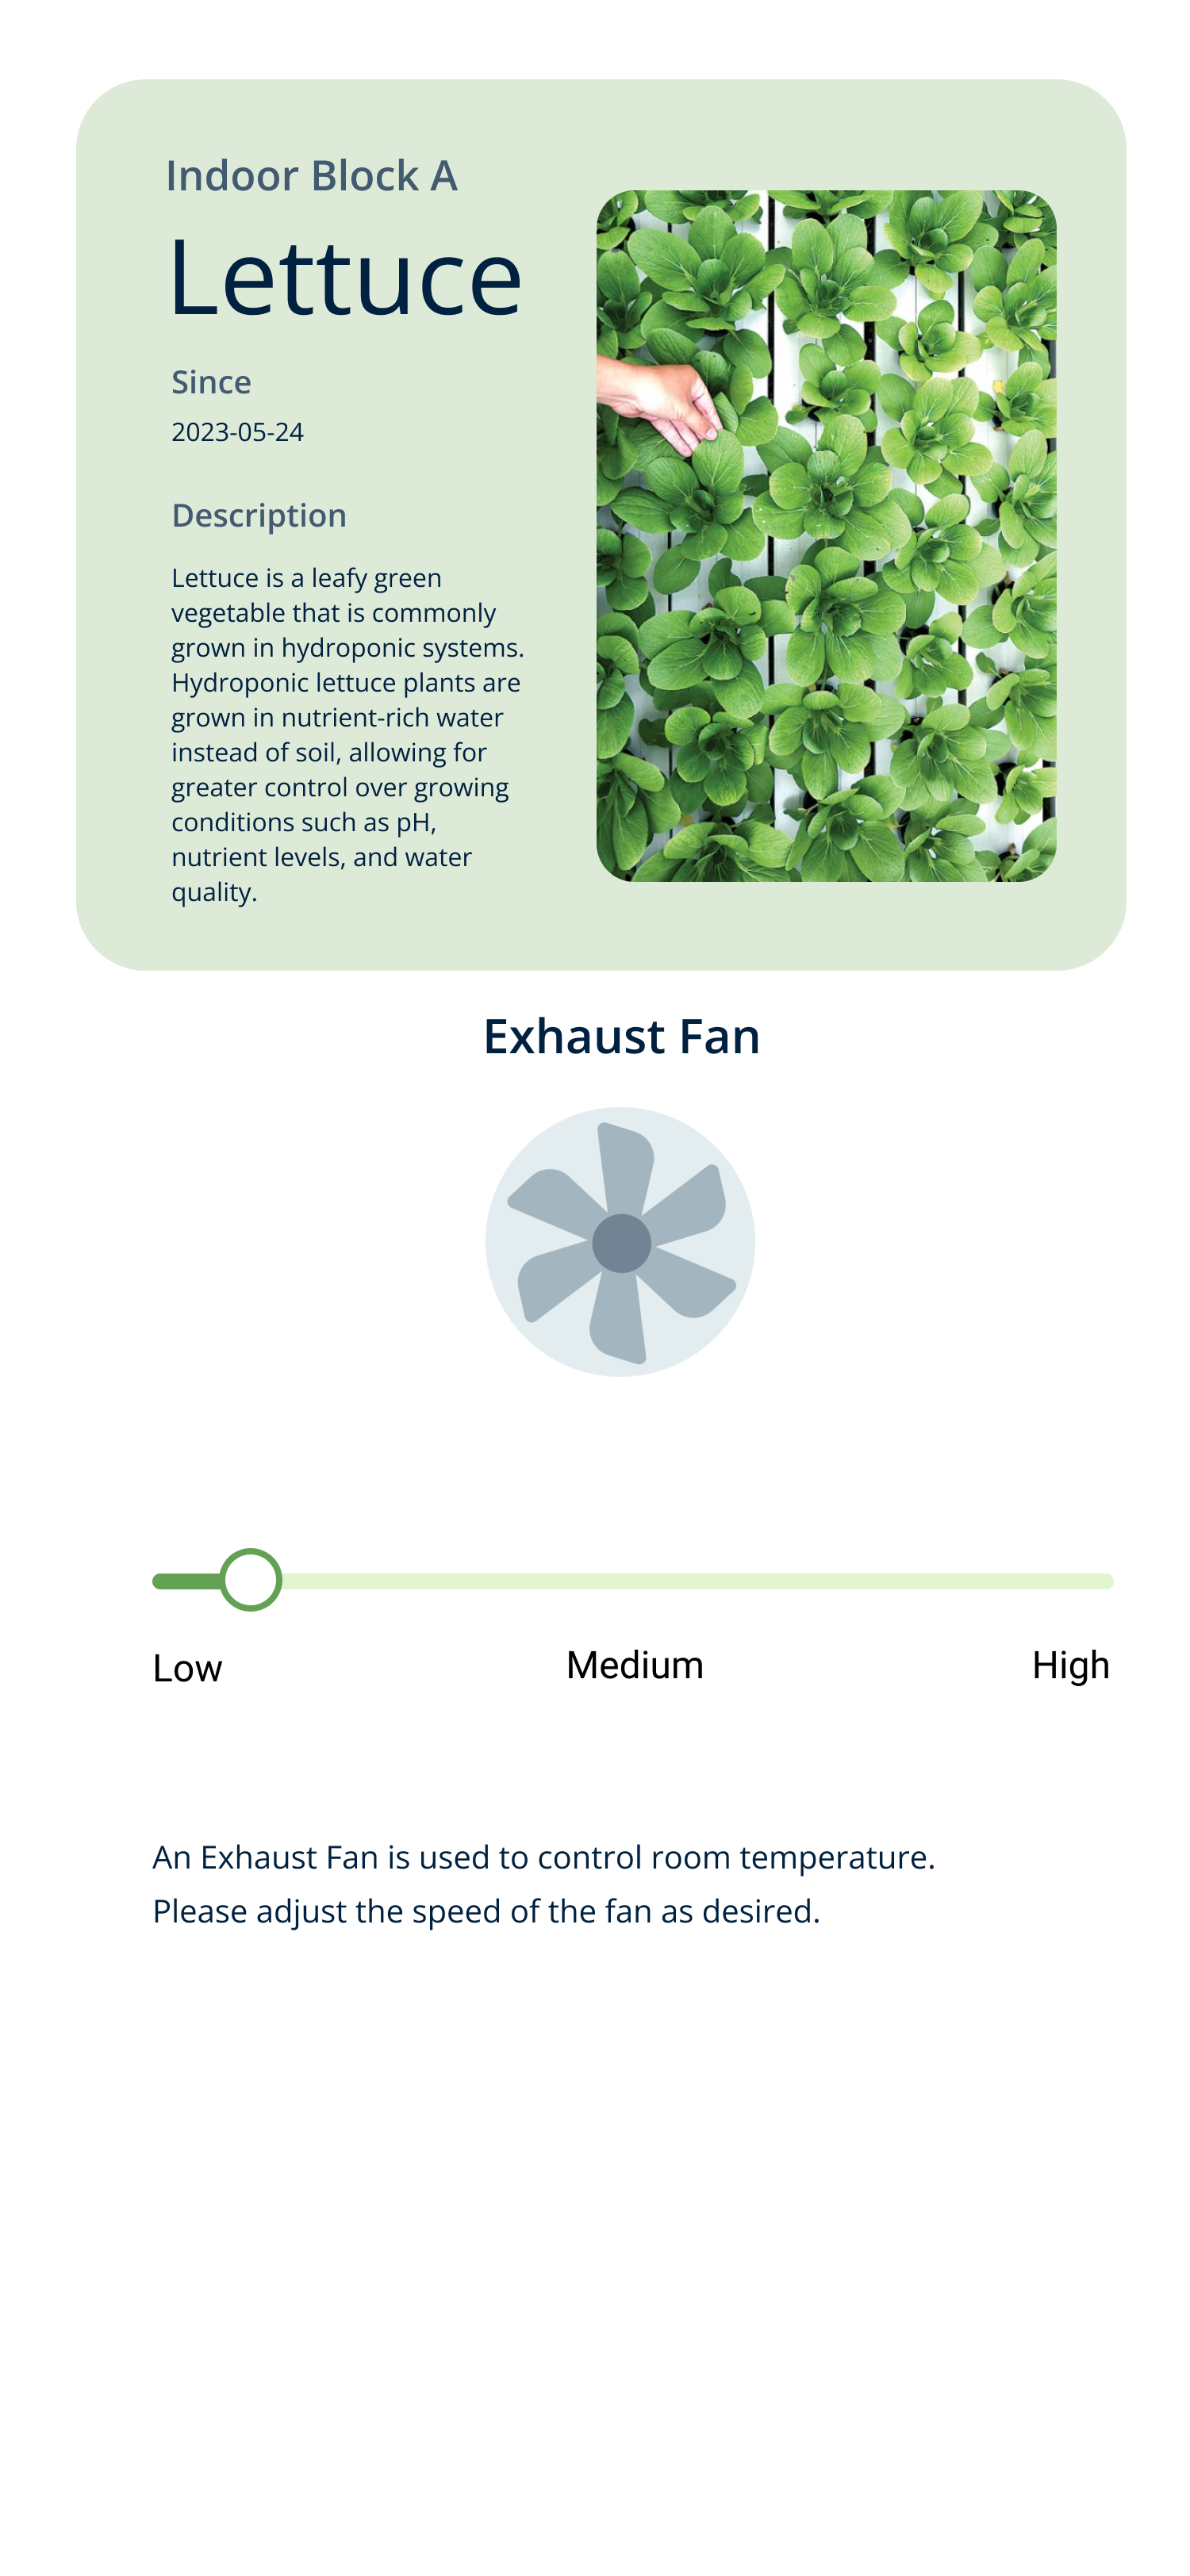 Indoor Block A
Lettuce
Since
2023-05-24
Description
Lettuce is a leafy green
vegetable that is commonly
grown in hydroponic systems.
Hydroponic lettuce plants are
grown in nutrient-rich water
instead of soil, allowing for
greater control over growing
conditions such as pH,
nutrient levels, and water
quality.
Exhaust Fan
Low Medium High
An Exhaust Fan is used to control room temperature.
Please adjust the speed of the fan as desired.